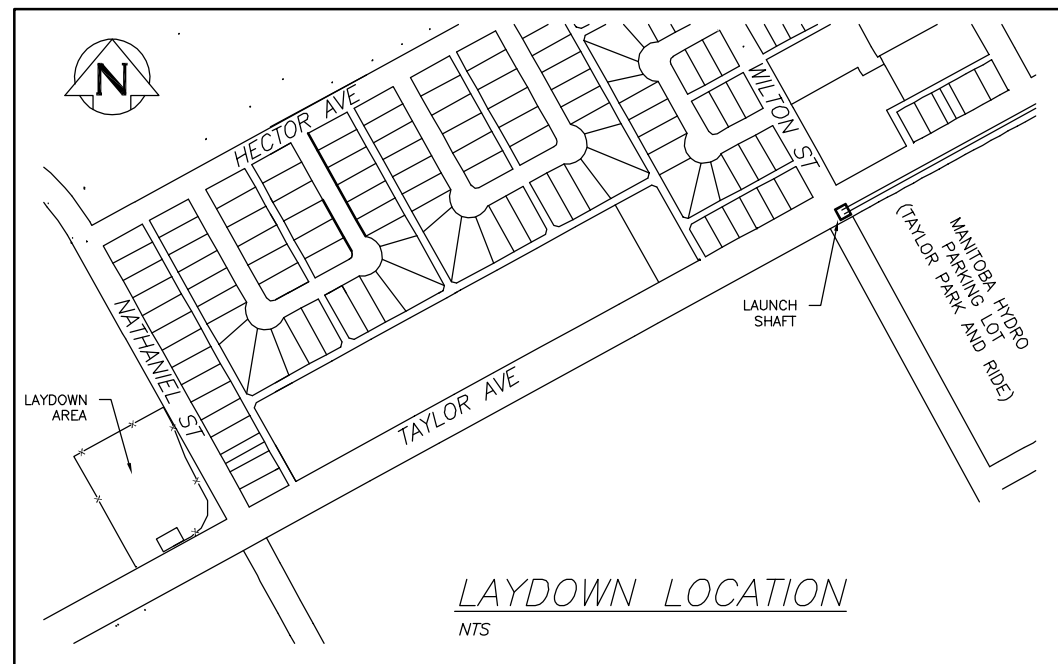 N
HECTOR AVE
WILTON ST
NATHANIEL ST
LAYDOWN
AREA
TAYLOR AVE
LAUNCH
SHAFT
MANITOBA HYDRO
PARKING LOT
(TAYLOR PARK AND RIDE)
LAYDOWN LOCATION
NTS